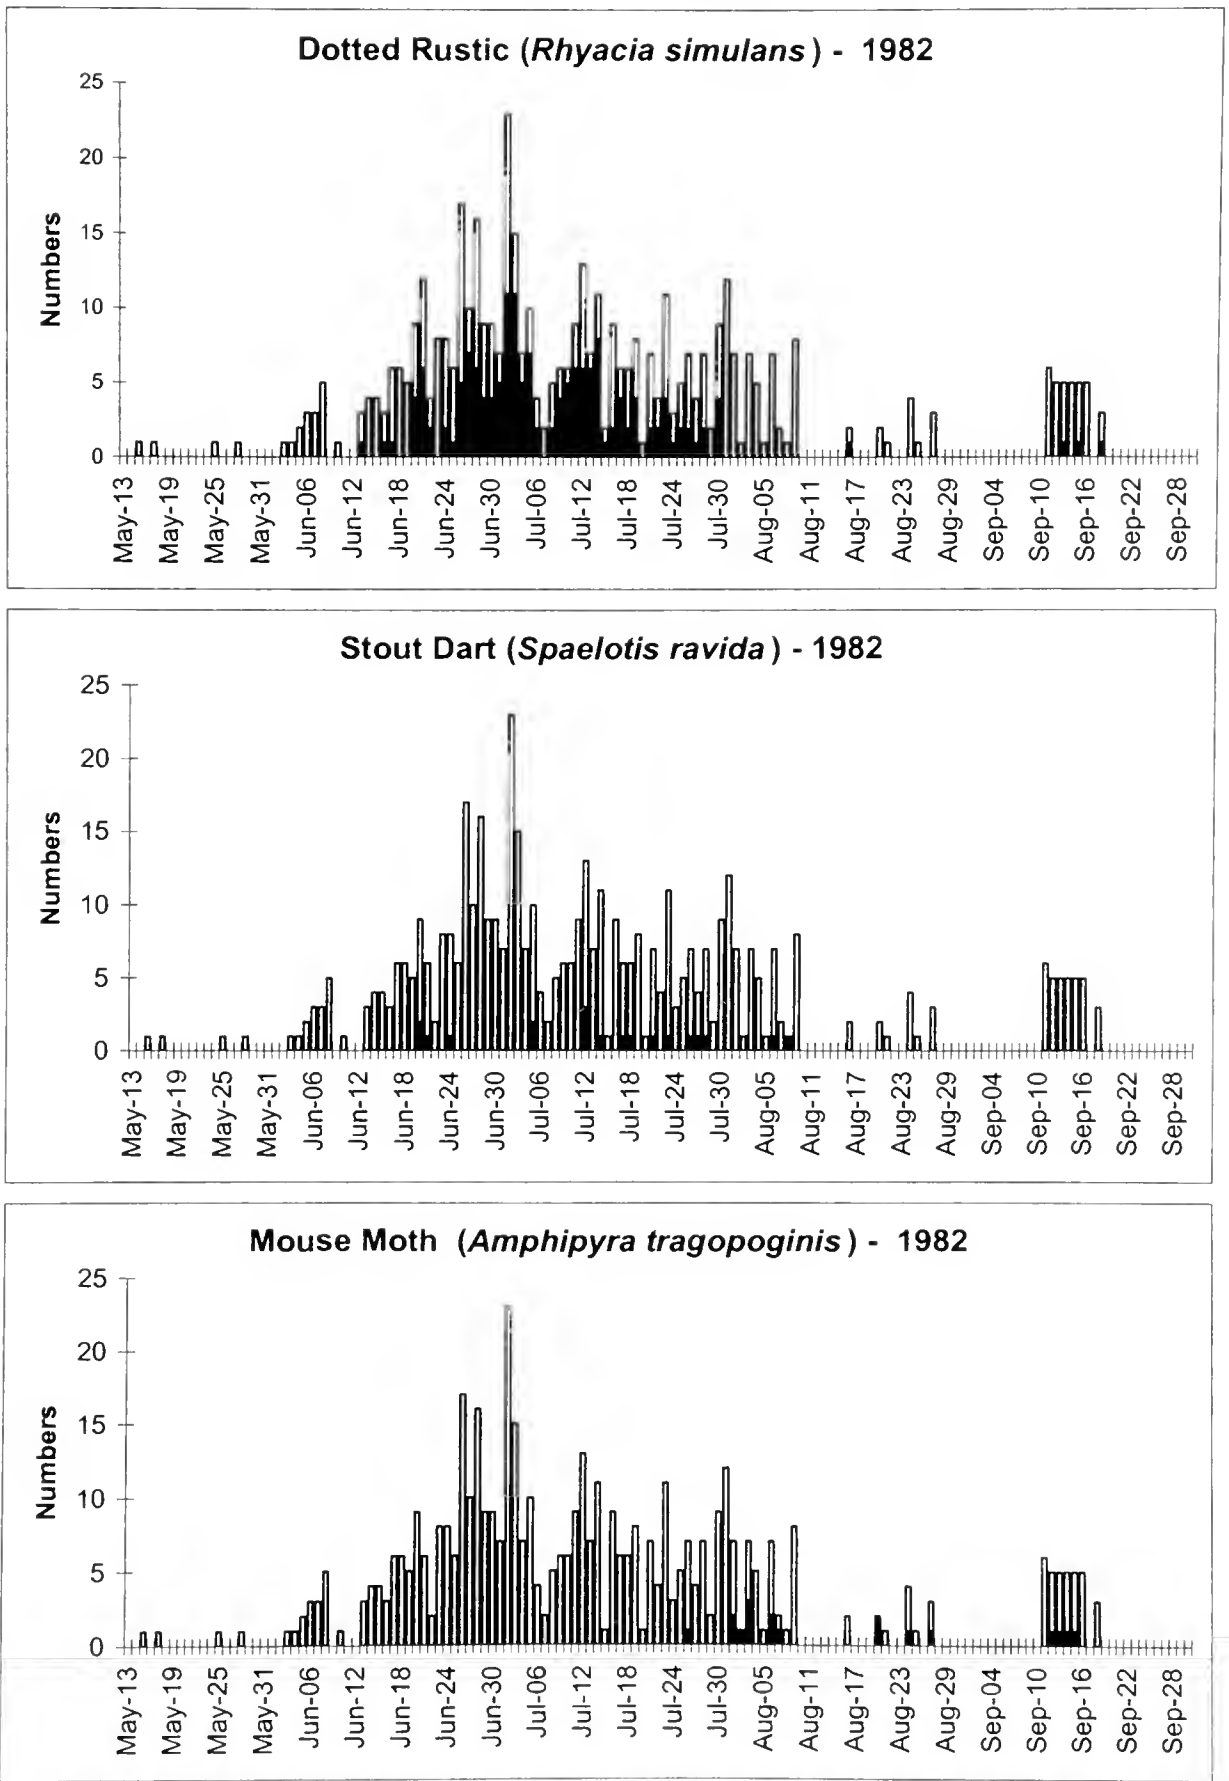 Dotted Rustic (Rhyacia simulans) - 1982
25
20
15
10
5
0
Numbers
May-13 May-19 May-25 May-31 Jun-06 Jun-12 Jun-18 Jun-24 Jun-30 Jul-06 Jul-12 Jul-18 Jul-24 Jul-30 Aug-05 Aug-11 Aug-17 Aug-23 Aug-29 Sep-04 Sep-10 Sep-16 Sep-22 Sep-28
Stout Dart (Spaelotis ravida) - 1982
25
20
15
10
5
0
Numbers
May-13 May-19 May-25 May-31 Jun-06 Jun-12 Jun-18 Jun-24 Jun-30 Jul-06 Jul-12 Jul-18 Jul-24 Jul-30 Aug-05 Aug-11 Aug-17 Aug-23 Aug-29 Sep-04 Sep-10 Sep-16 Sep-22 Sep-28
Mouse Moth (Amphipyra tragopoginis) - 1982
25
20
15
10
5
0
Numbers
May-13 May-19 May-25 May-31 Jun-06 Jun-12 Jun-18 Jun-24 Jun-30 Jul-06 Jul-12 Jul-18 Jul-24 Jul-30 Aug-05 Aug-11 Aug-17 Aug-23 Aug-29 Sep-04 Sep-10 Sep-16 Sep-22 Sep-28